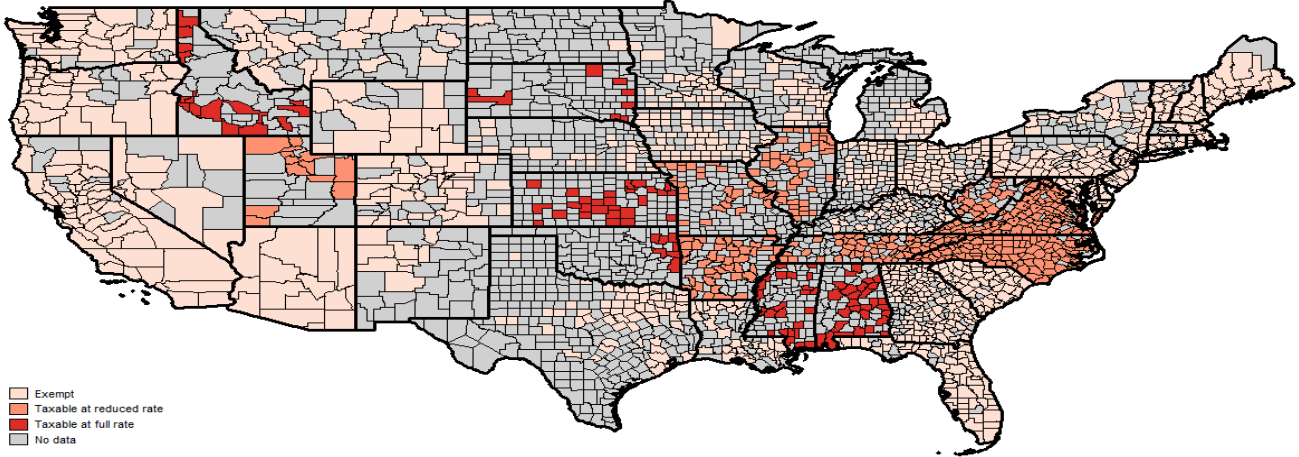 Exempt
Taxable at reduced rate
Taxable at full rate
No data